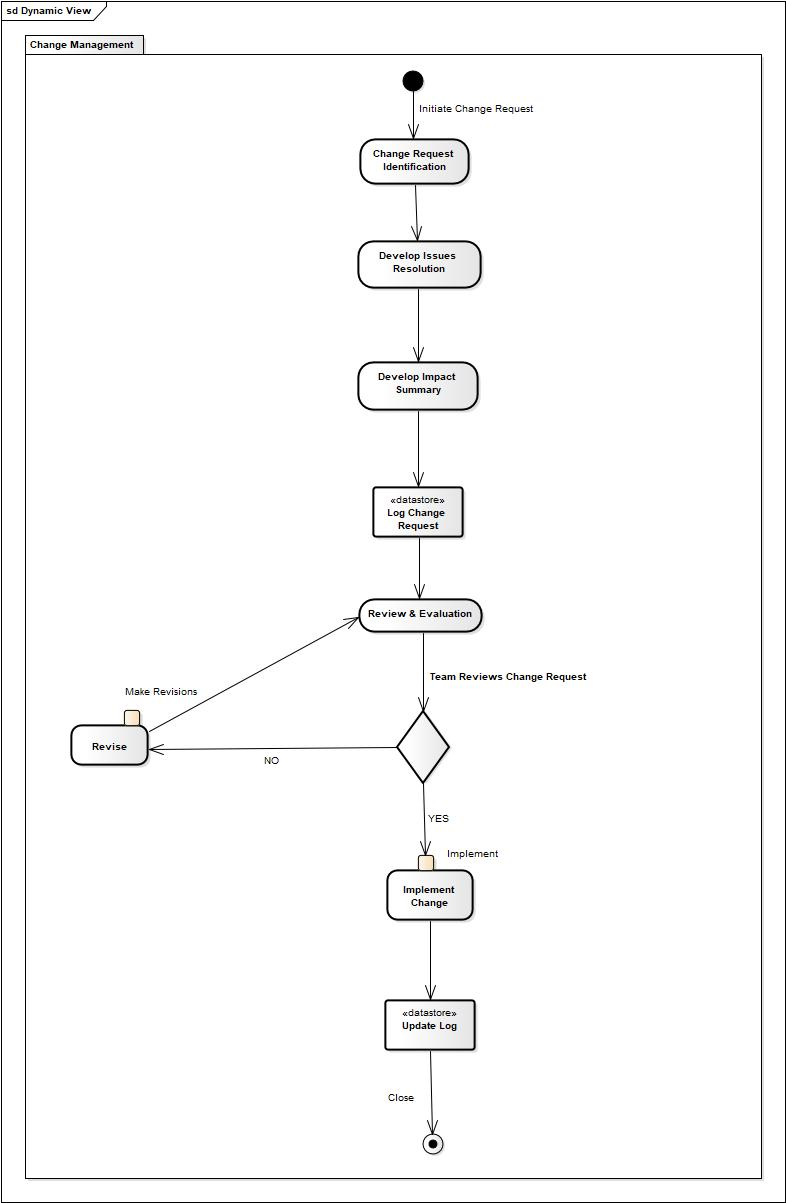 sd Dynamic View
Change Management
Initiate Change Request
Change Request
Identification
Develop Issues
Resolution
Develop Impact
Summary
«datastore»
Log Change
Request
Review & Evaluation
Team Reviews Change Request
Make Revisions
Revise
NO
YES
Implement
Implement
Change
«datastore»
Update Log
Close